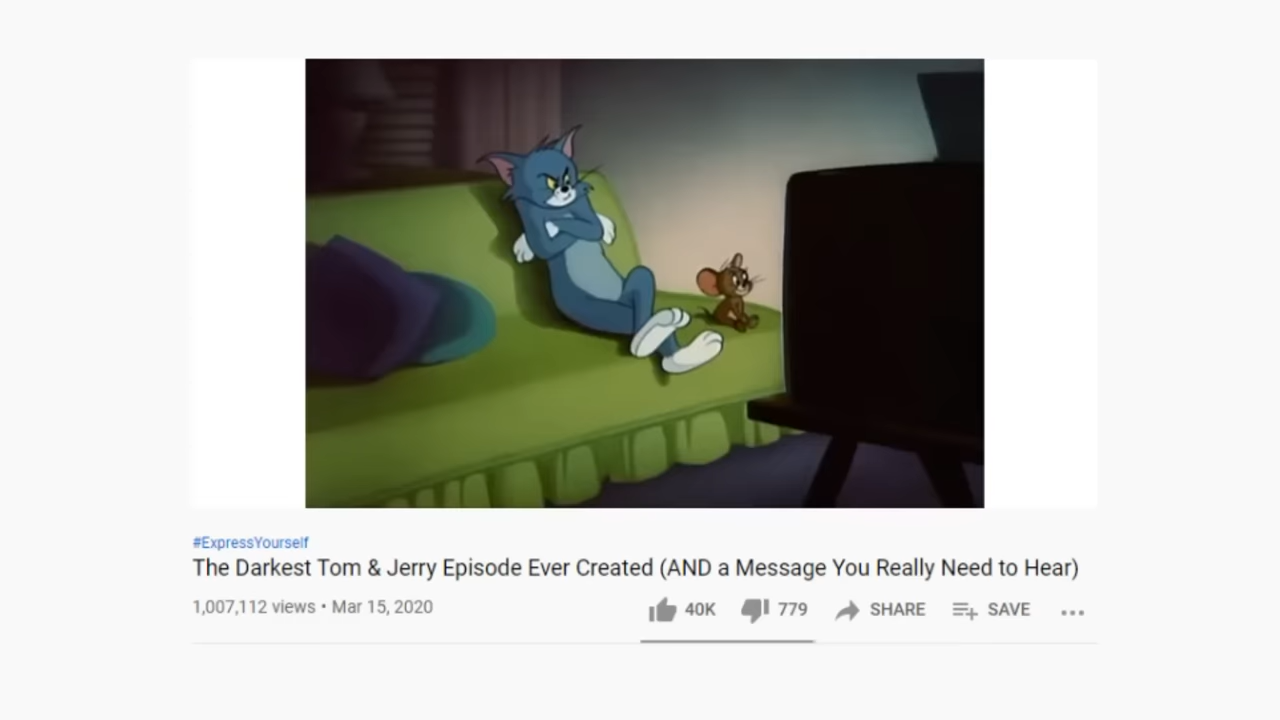 #ExpressYourself
The Darkest Tom & Jerry Episode Ever Created (AND a Message You Really Need to Hear)
1,007,112 views • Mar 15, 2020 40K 779 SHARE SAVE